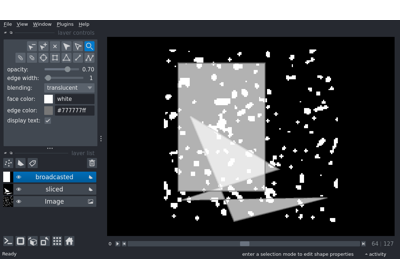 File View Window Plugins Help
layer controls
opacity: 0.70
edge width: 1
blending: translucent
face color: white
edge color: #777777ff
display text:
layer list
broadcasted
sliced
Image
0 64 127
Ready enter a selection mode to edit shape properties activity